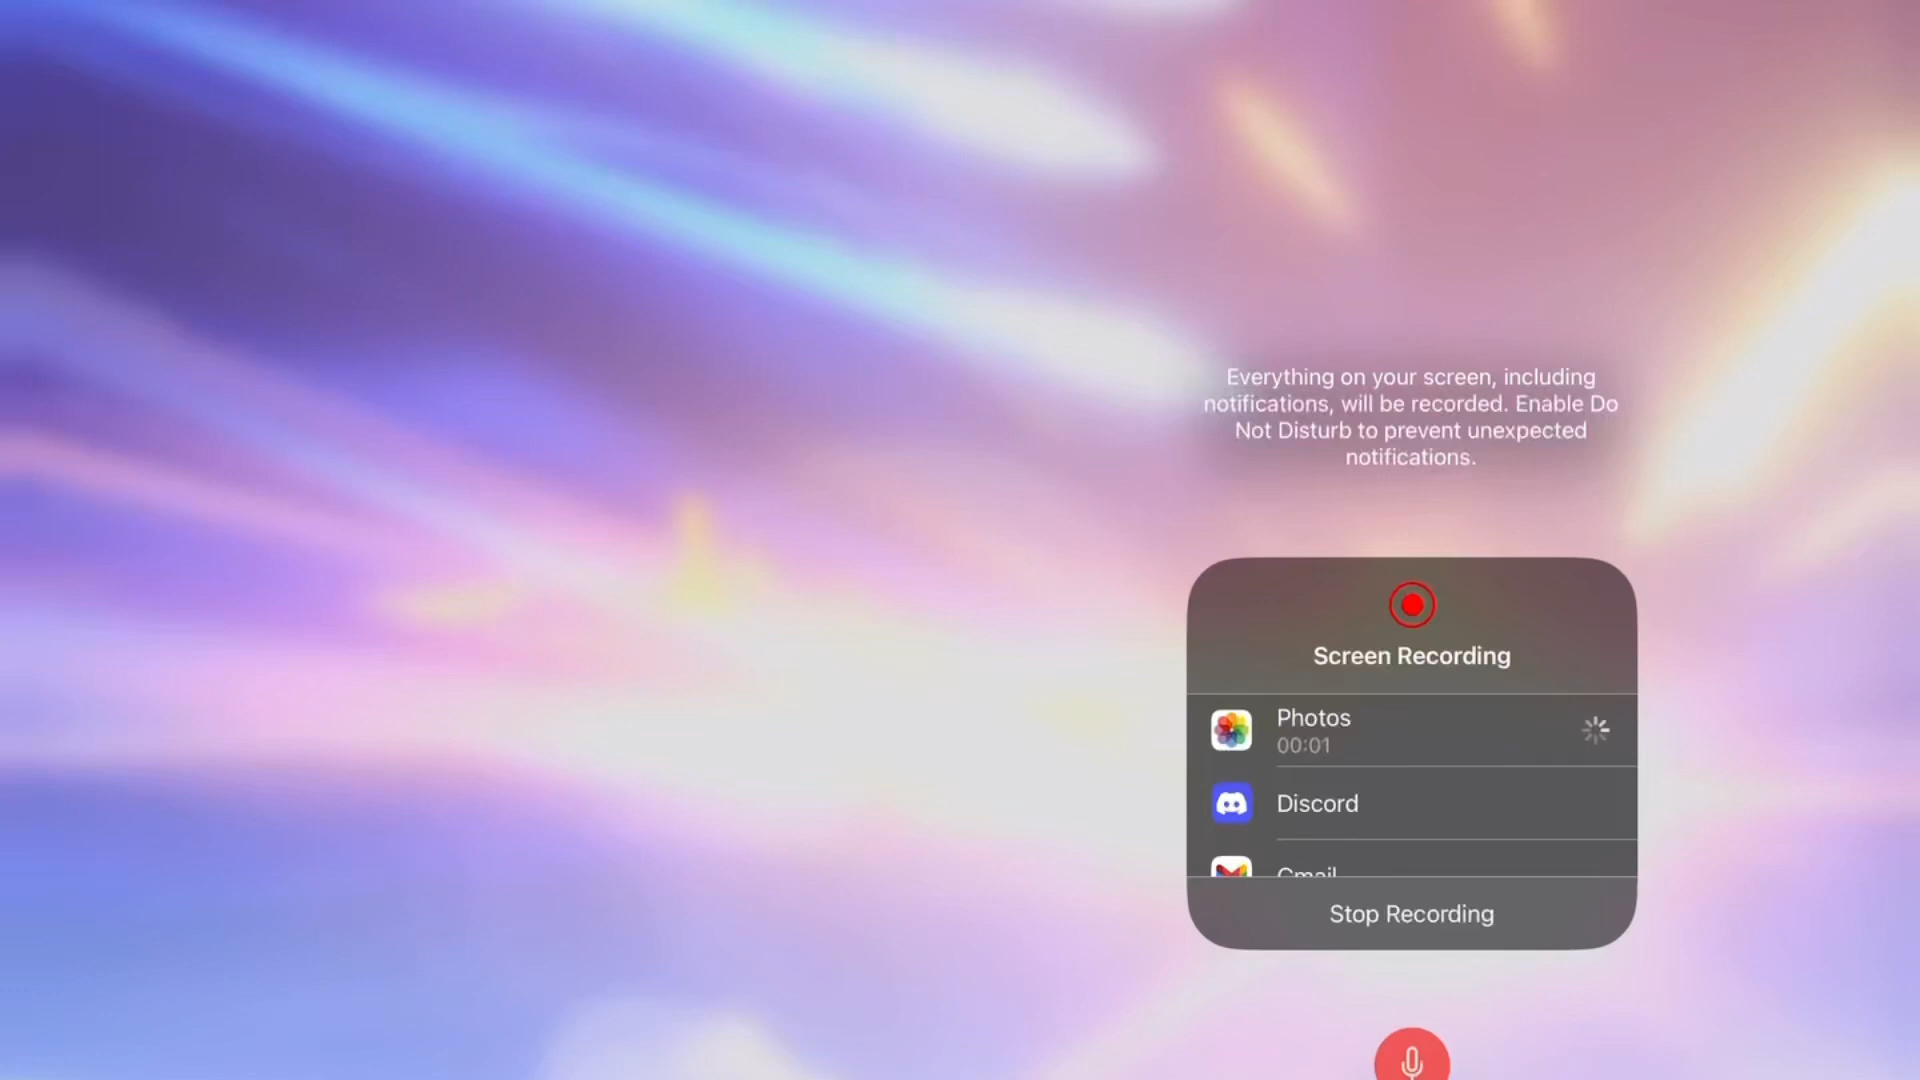 Everything on your screen, including
notifications, will be recorded. Enable Do
Not Disturb to prevent unexpected
notifications.
Screen Recording
Photos
00:01
Discord
Gmail
Stop Recording